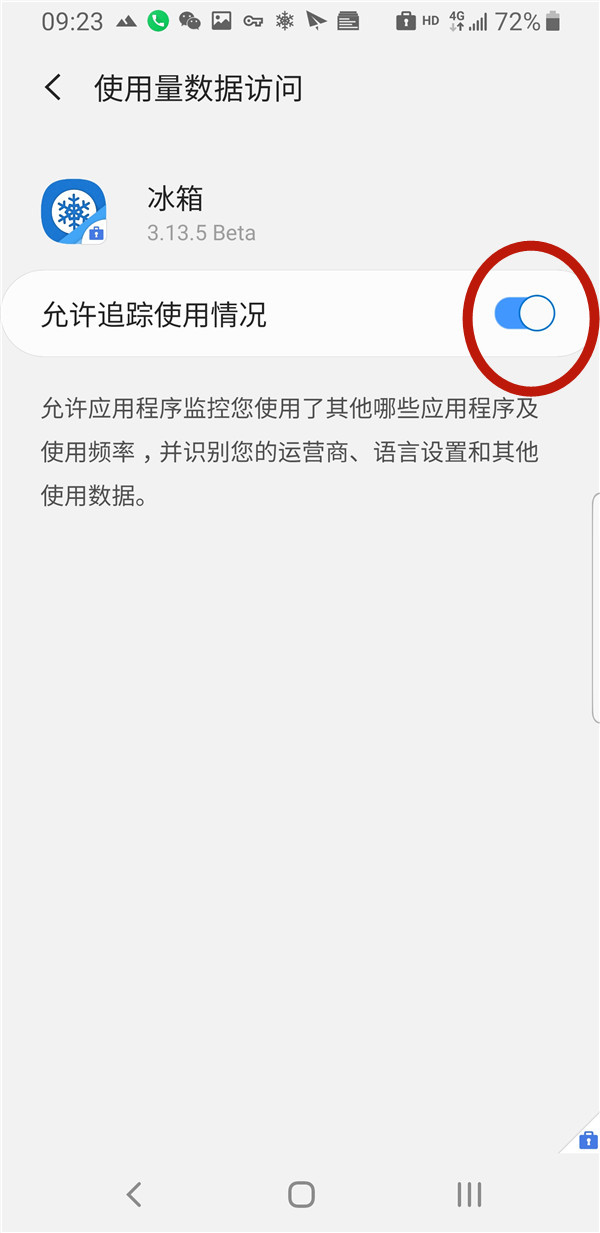 09:23 HD 4G 72%
使用量数据访问
冰箱
3.13.5 Beta
允许追踪使用情况
允许应用程序监控您使用了其他哪些应用程序及
使用频率，并识别您的运营商、语言设置和其他
使用数据。